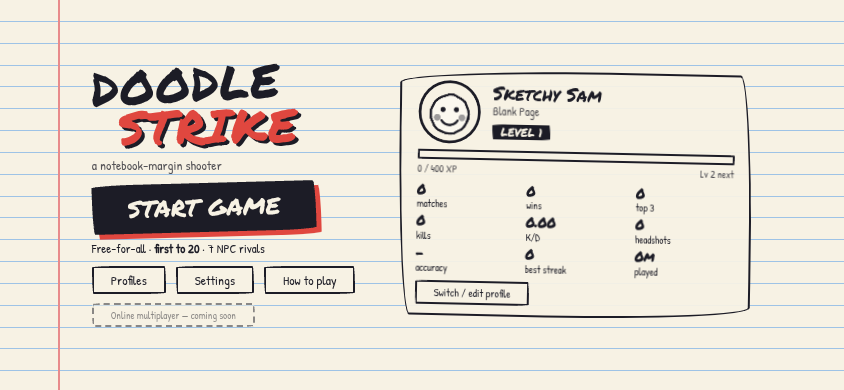 DOODLE
STRIKE
a notebook-margin shooter
START GAME
Free-for-all · first to 20 · 7 NPC rivals
Profiles
Settings
How to play
Online multiplayer — coming soon
Sketchy Sam
Blank Page
LEVEL 1
0 / 400 XP
Lv 2 next
0
matches
0
wins
0
top 3
0
kills
0.00
K/D
0
headshots
—
accuracy
0
best streak
0m
played
Switch / edit profile